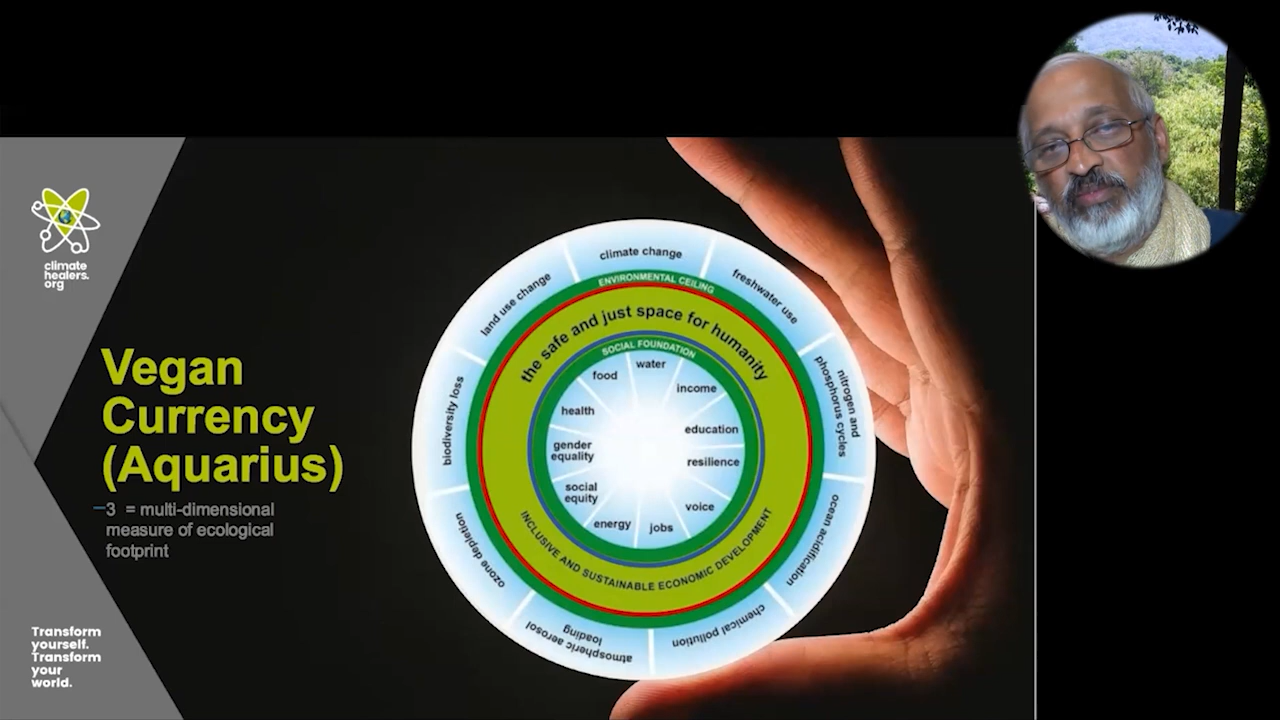 climate
healers.
org
Vegan
Currency
(Aquarius)
–3 = multi-dimensional
measure of ecological
footprint
Transform
yourself.
Transform
your
world.
climate change
freshwater use
nitrogen and
phosphorus cycles
ocean acidification
chemical pollution
atmospheric aerosol
loading
ozone depletion
biodiversity loss
land use change
ENVIRONMENTAL CEILING
the safe and just space for humanity
SOCIAL FOUNDATION
water
income
education
resilience
voice
jobs
energy
social
equity
gender
equality
health
food
INCLUSIVE AND SUSTAINABLE ECONOMIC DEVELOPMENT